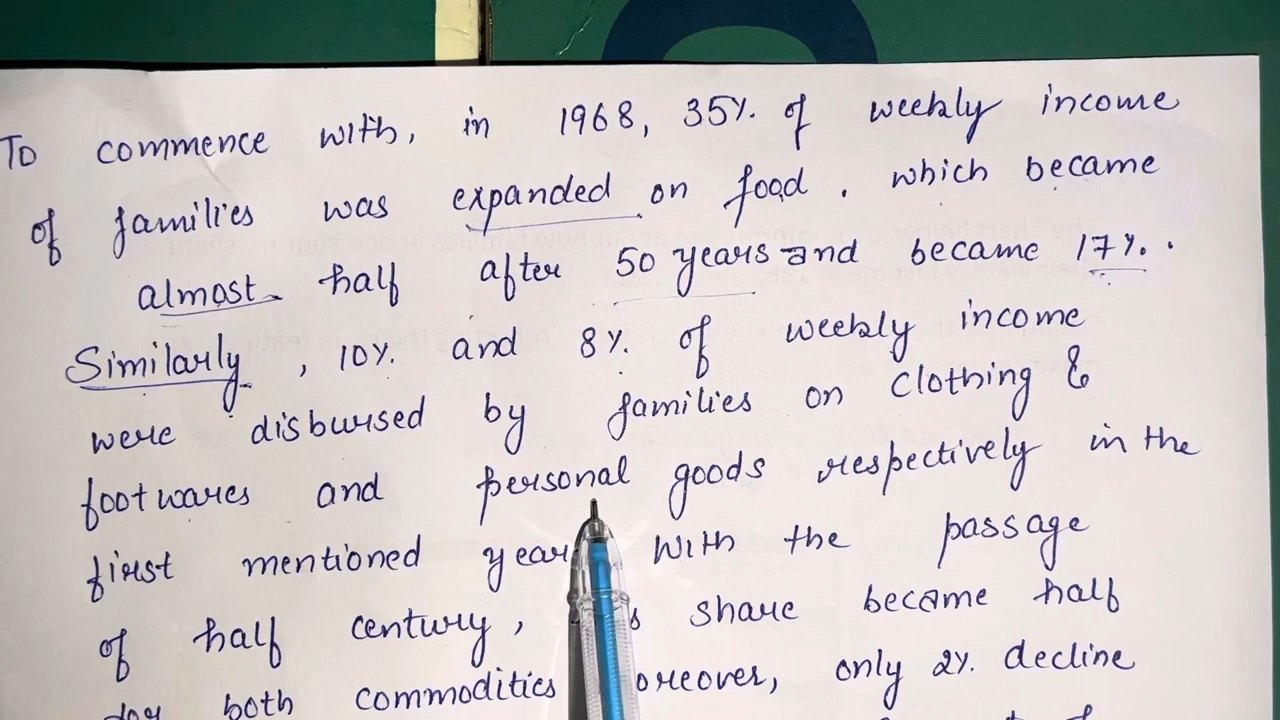 To commence with, in 1968, 35%. of weekly income
of families was expanded on food. which became
almost half after 50 years and became 17%.
Similarly, 10% and 8% of weekly income
were disbursed by families on clothing &
footwares and personal goods respectively in the
first mentioned year with the passage
of half century, share became half
both commodities only 2% decline